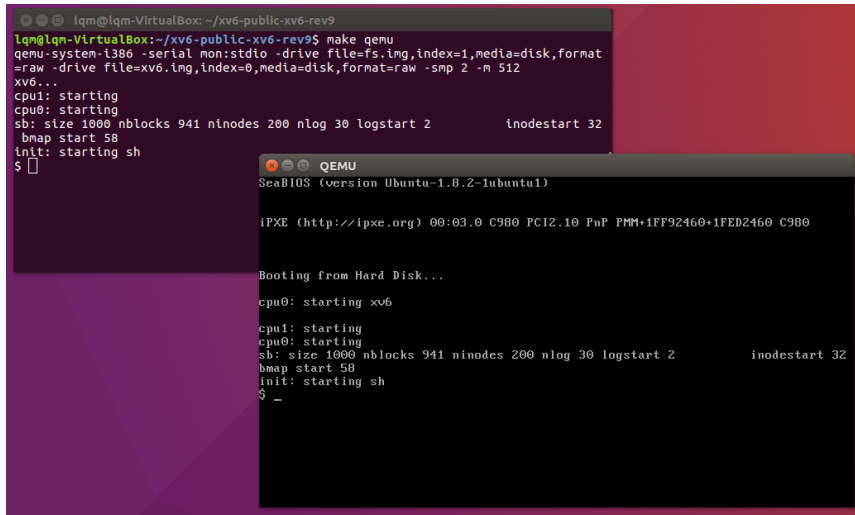 lqm@lqm-VirtualBox: ~/xv6-public-xv6-rev9
lqm@lqm-VirtualBox:~/xv6-public-xv6-rev9$ make qemu
qemu-system-i386 -serial mon:stdio -drive file=fs.img,index=1,media=disk,format
=raw -drive file=xv6.img,index=0,media=disk,format=raw -smp 2 -m 512
xv6...
cpu1: starting
cpu0: starting
sb: size 1000 nblocks 941 ninodes 200 nlog 30 logstart 2 inodestart 32
bmap start 58
init: starting sh
$
QEMU
SeaBIOS (version Ubuntu-1.8.2-1ubuntu1)
iPXE (http://ipxe.org) 00:03.0 C980 PCI2.10 PnP PMM+1FF92460+1FED2460 C980
Booting from Hard Disk...
cpu0: starting xv6
cpu1: starting
cpu0: starting
sb: size 1000 nblocks 941 ninodes 200 nlog 30 logstart 2 inodestart 32
bmap start 58
init: starting sh
$ _